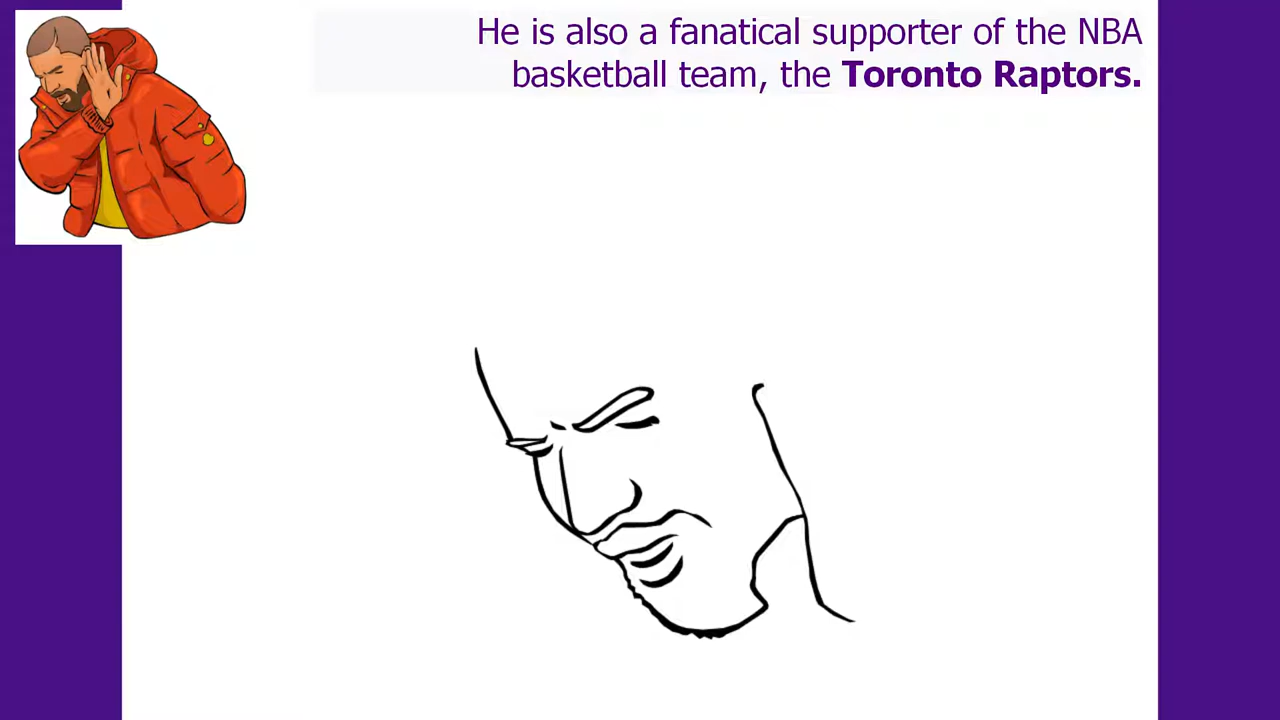 He is also a fanatical supporter of the NBA
basketball team, the Toronto Raptors.